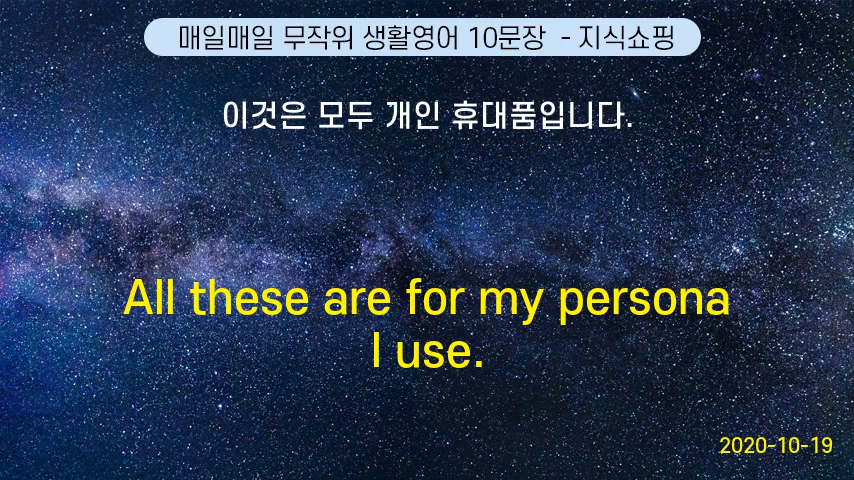 매일매일 무작위 생활영어 10문장 - 지식쇼핑
이것은 모두 개인 휴대품입니다.
All these are for my persona
l use.
2020-10-19